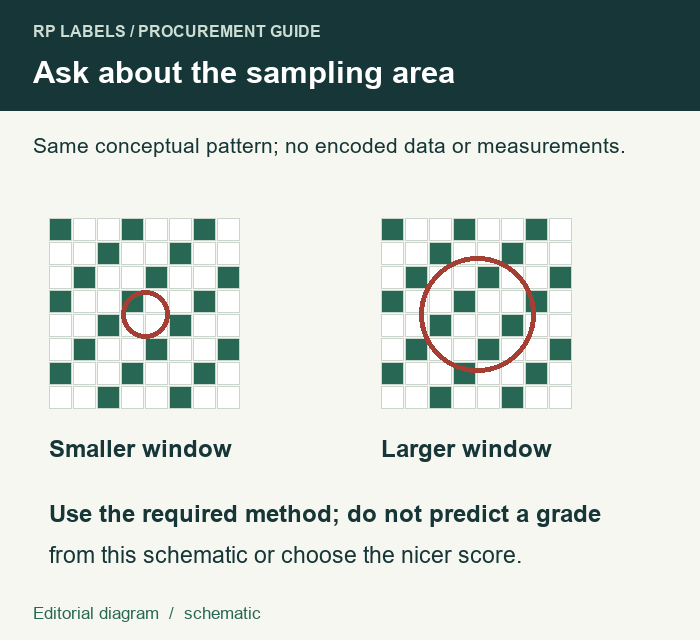 RP LABELS / PROCUREMENT GUIDE
Ask about the sampling area
Same conceptual pattern; no encoded data or measurements.
Smaller window
Larger window
Use the required method; do not predict a grade
from this schematic or choose the nicer score.
Editorial diagram / schematic